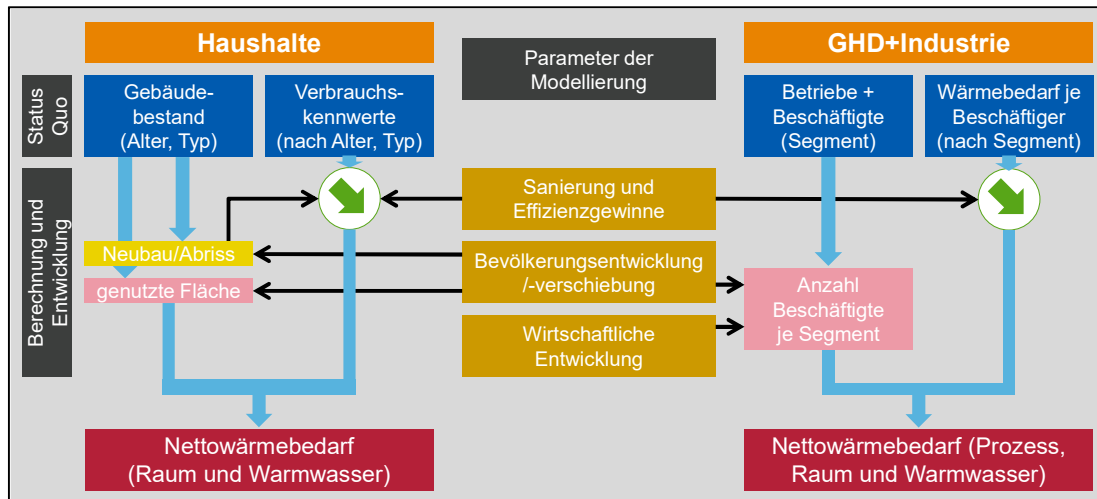 Haushalte
Parameter der
Modellierung
GHD+Industrie
Status
Quo
Gebäude-
bestand
(Alter, Typ)
Verbrauchs-
kennwerte
(nach Alter, Typ)
Betriebe +
Beschäftigte
(Segment)
Wärmebedarf je
Beschäftiger
(nach Segment)
Berechnung und
Entwicklung
Sanierung und
Effizienzgewinne
Neubau/Abriss
genutzte Fläche
Bevölkerungsentwicklung
/-verschiebung
Anzahl
Beschäftigte
je Segment
Wirtschaftliche
Entwicklung
Nettowärmebedarf
(Raum und Warmwasser)
Nettowärmebedarf (Prozess,
Raum und Warmwasser)